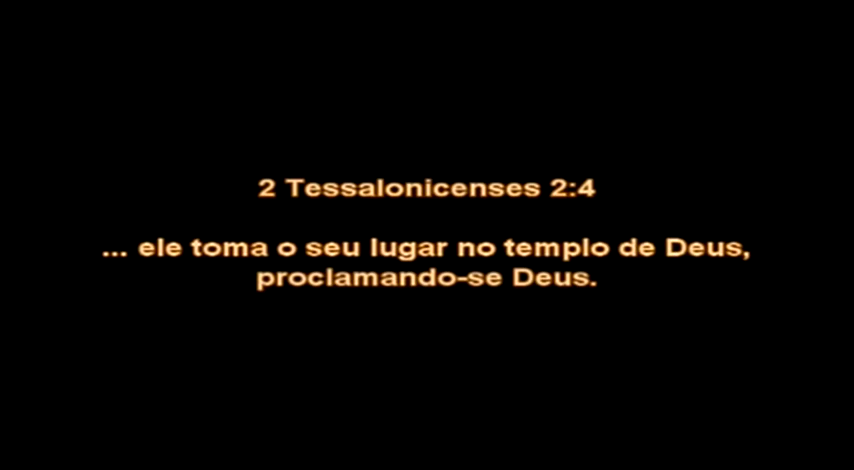 2 Tessalonicenses 2:4
... ele toma o seu lugar no templo de Deus,
proclamando-se Deus.